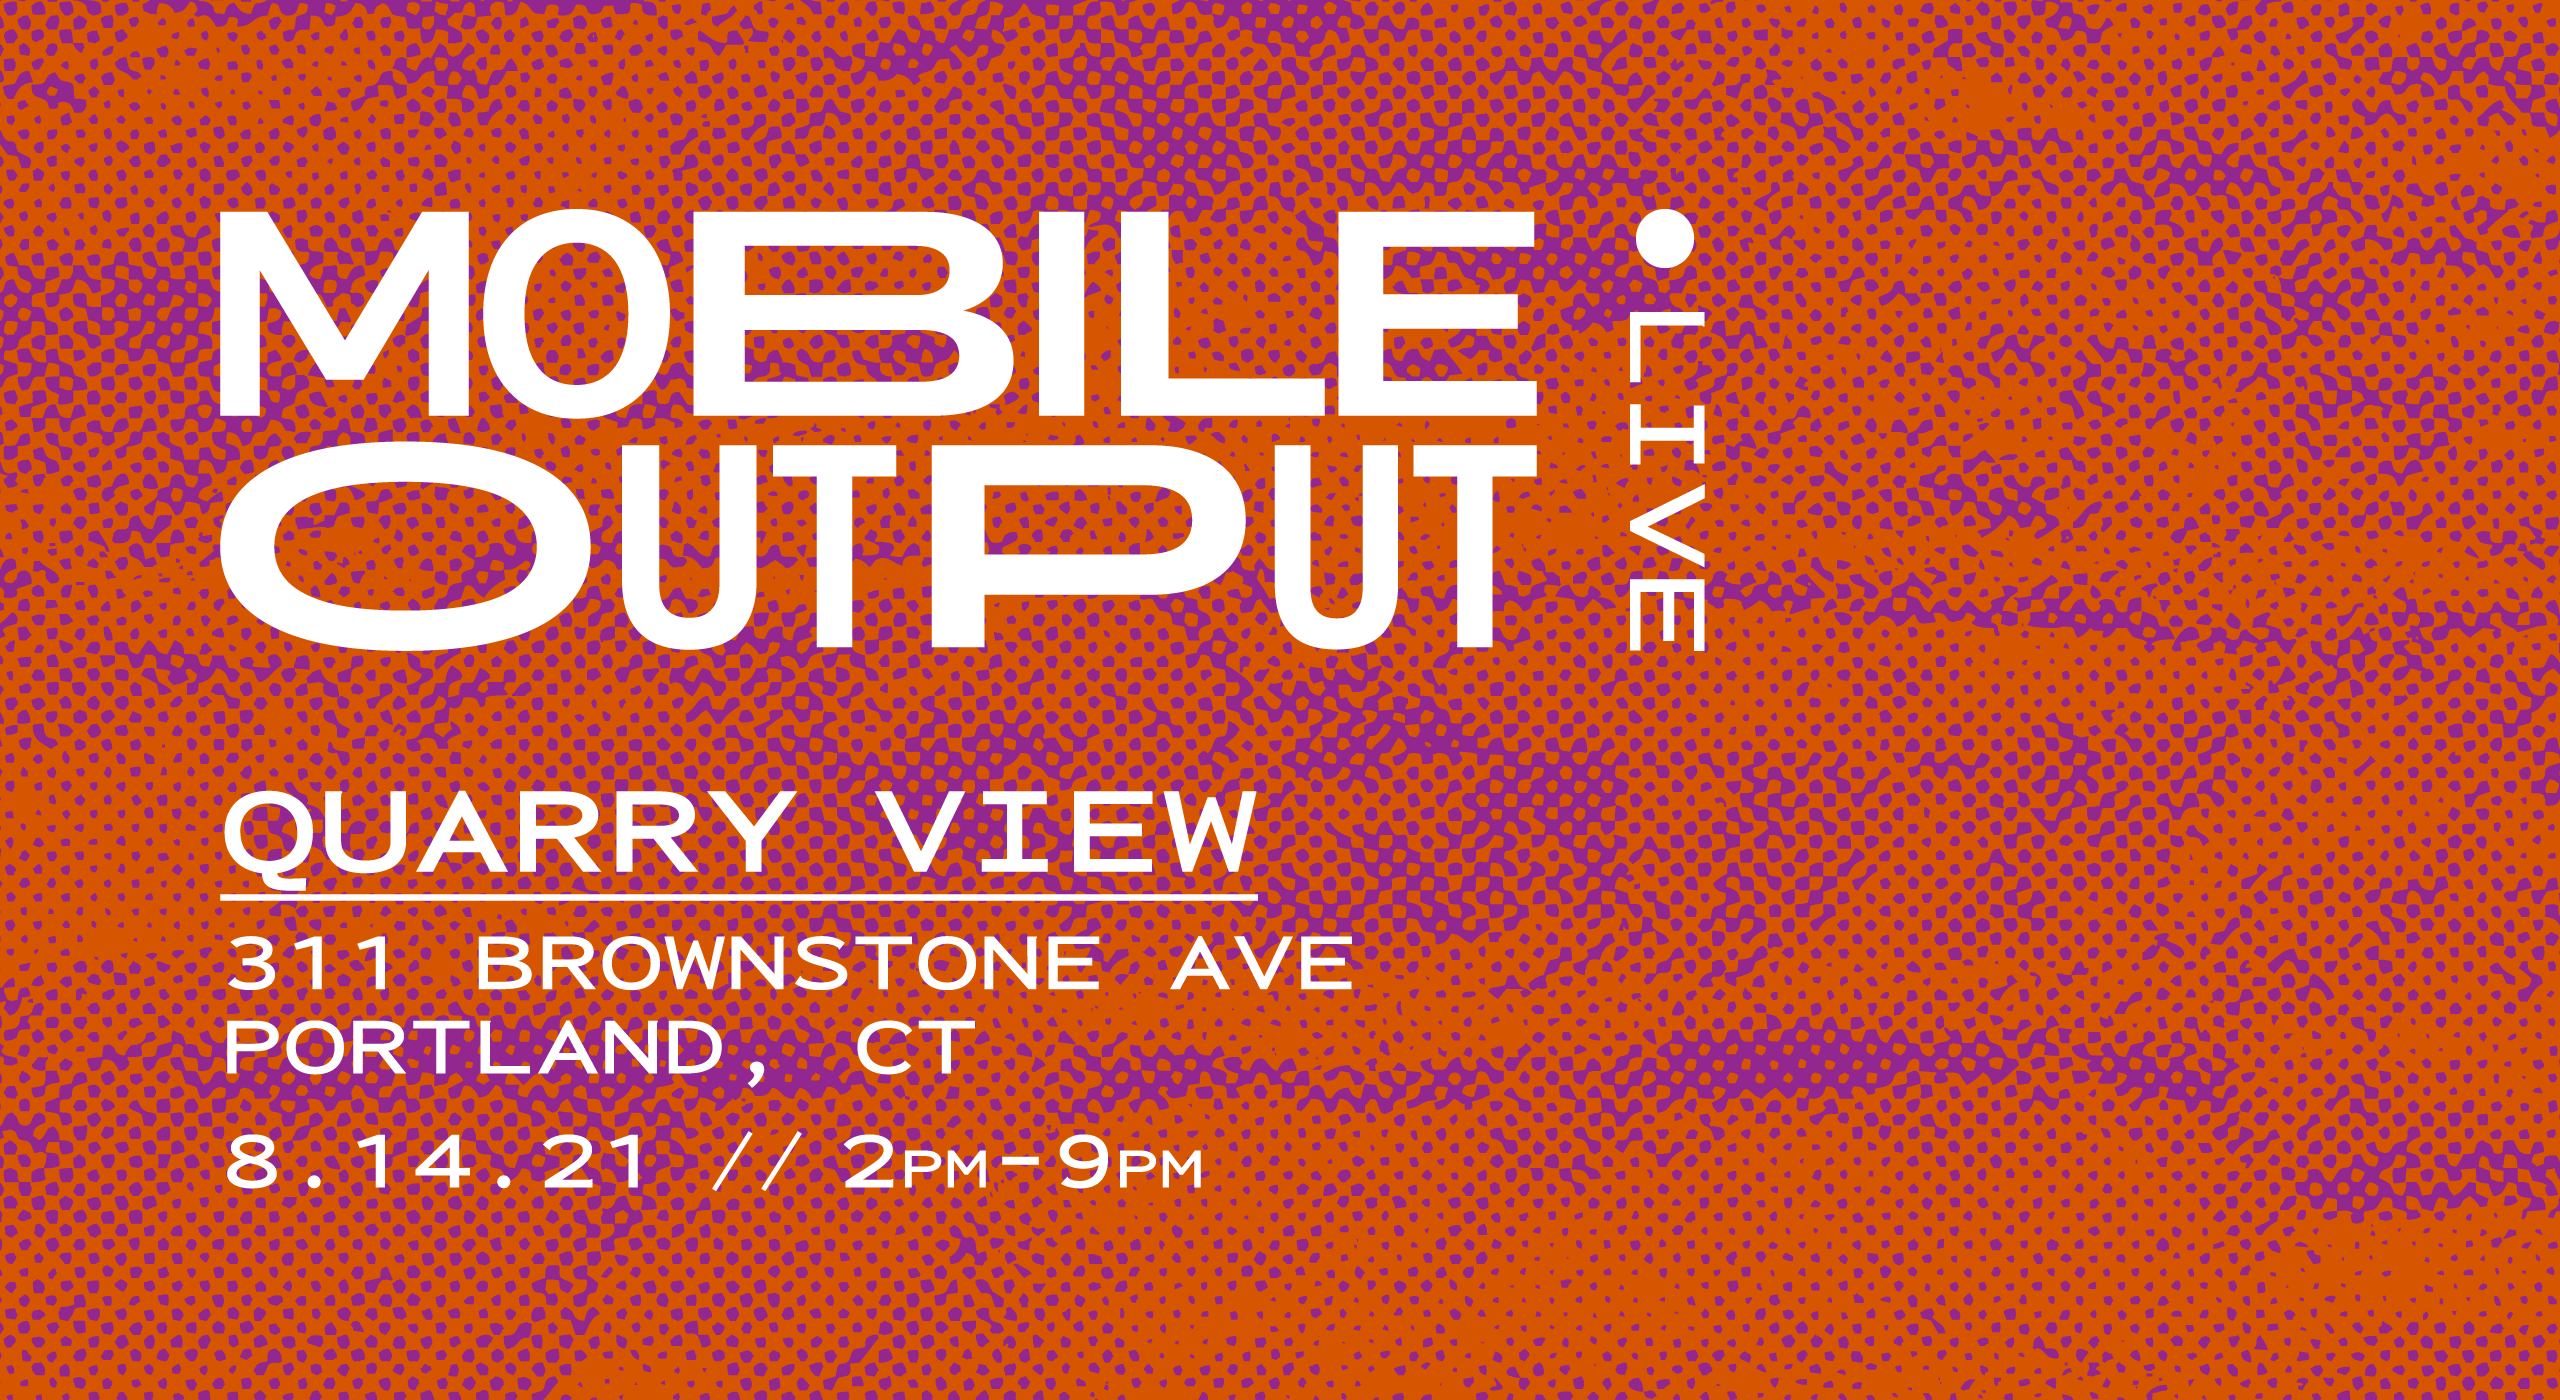 MOBILE
OUTPUT
LIVE
QUARRY VIEW
311 BROWNSTONE AVE
PORTLAND, CT
8.14.21 // 2PM-9PM